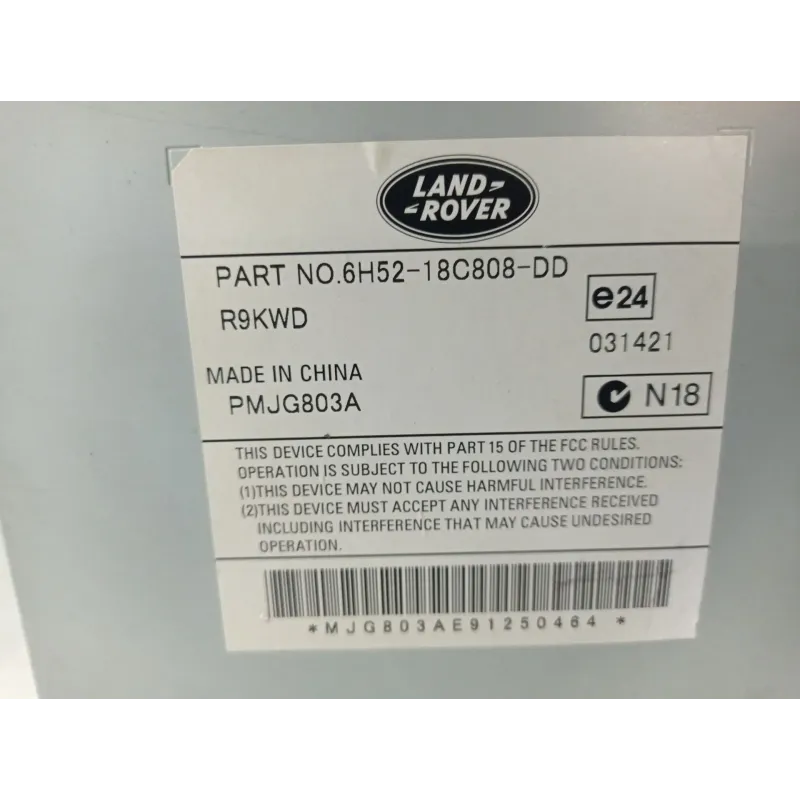 LAND-
-ROVER
PART NO.6H52-18C808-DD
R9KWD
e24
031421
MADE IN CHINA
PMJG803A
N18
THIS DEVICE COMPLIES WITH PART 15 OF THE FCC RULES.
OPERATION IS SUBJECT TO THE FOLLOWING TWO CONDITIONS:
(1)THIS DEVICE MAY NOT CAUSE HARMFUL INTERFERENCE.
(2)THIS DEVICE MUST ACCEPT ANY INTERFERENCE RECEIVED
INCLUDING INTERFERENCE THAT MAY CAUSE UNDESIRED
OPERATION.
*MJG803AE91250464*